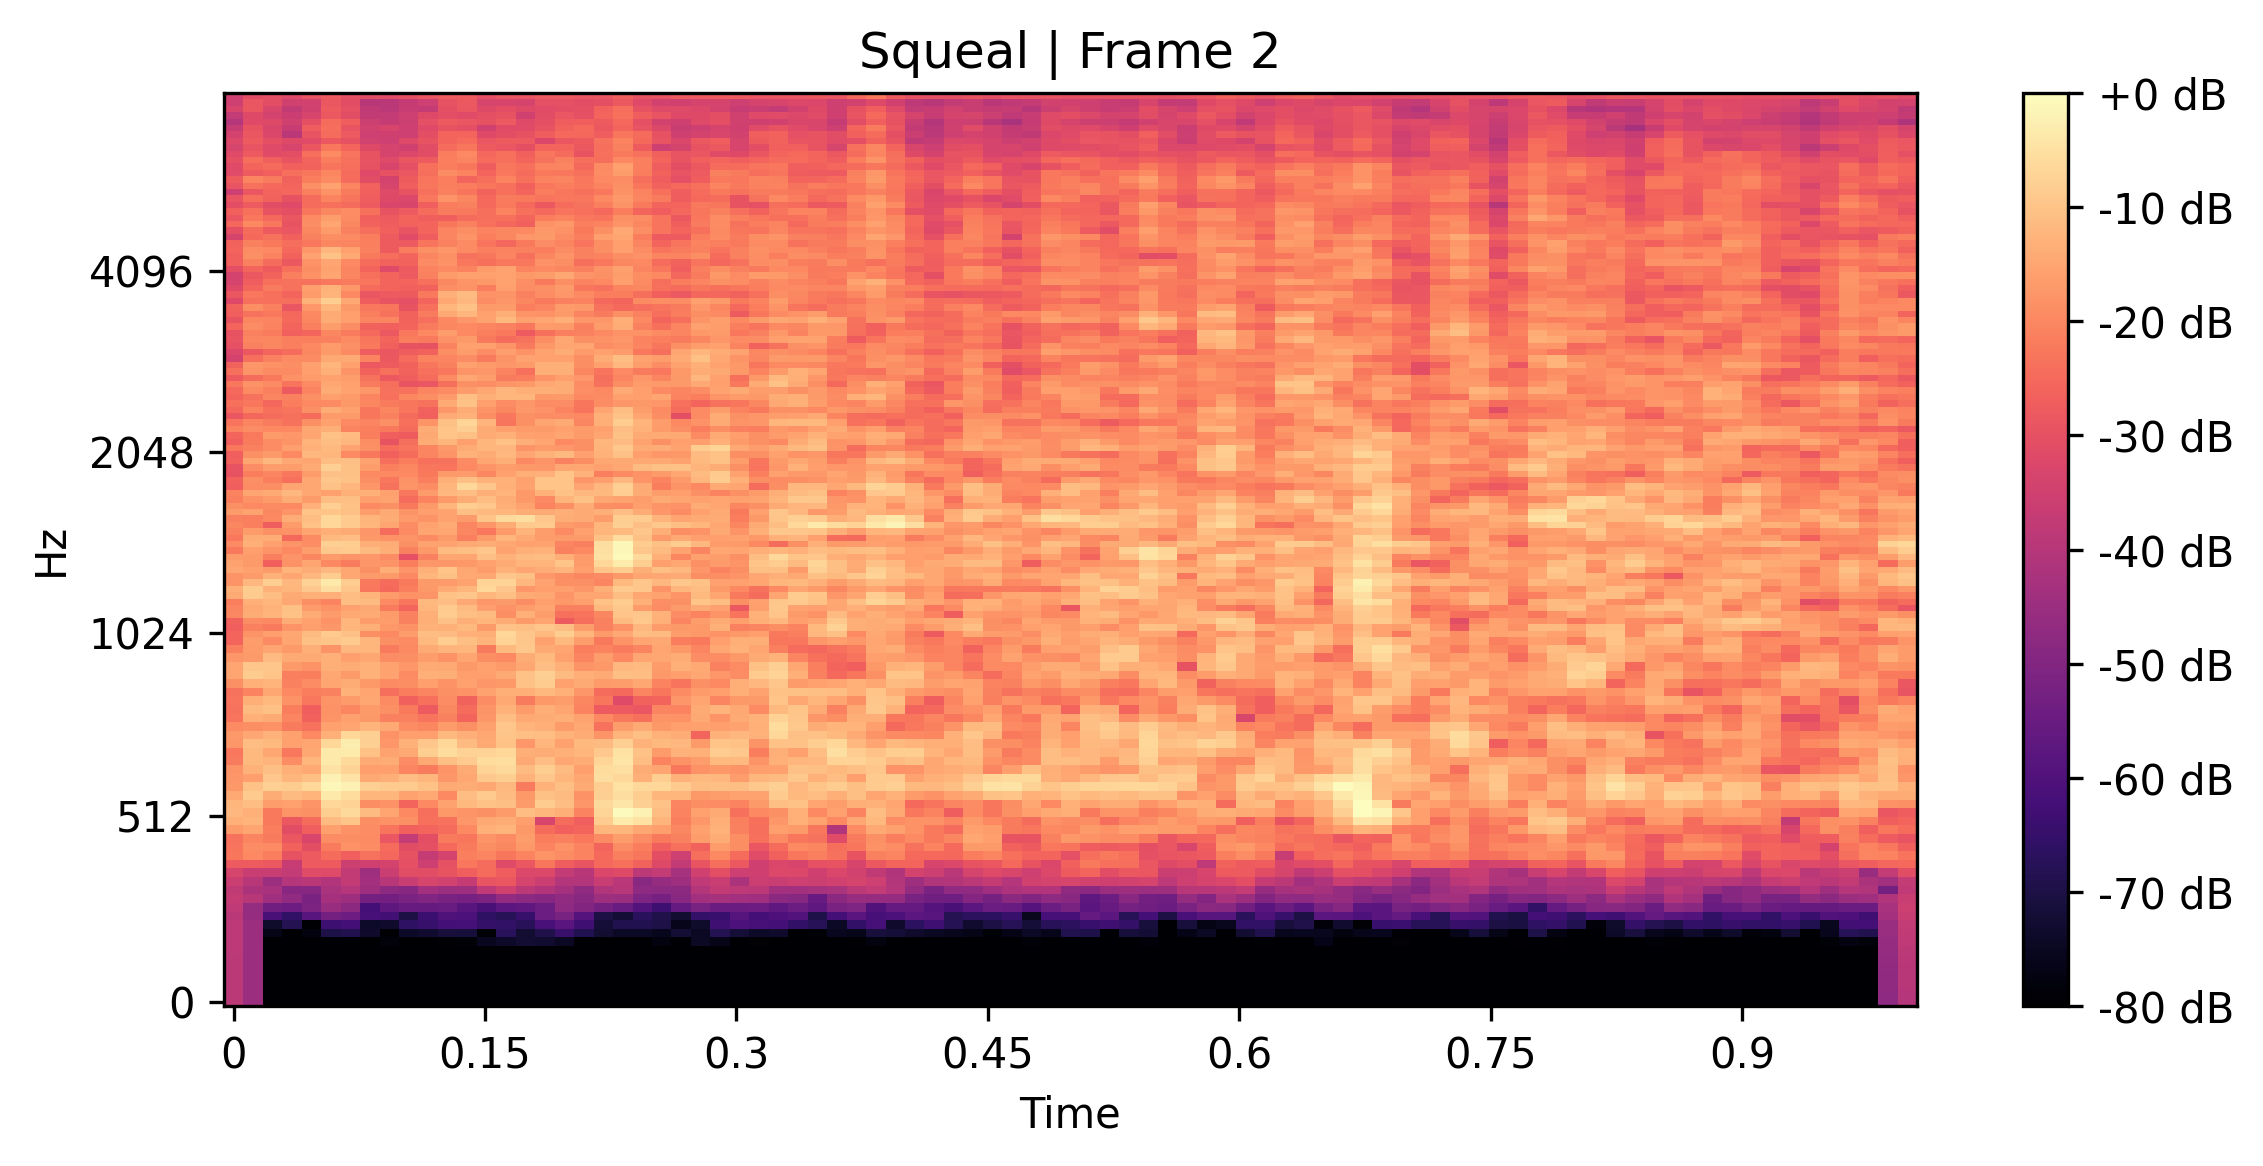 Squeal | Frame 2
Hz
4096
2048
1024
512
0
0 0.15 0.3 0.45 0.6 0.75 0.9
Time
+0 dB
-10 dB
-20 dB
-30 dB
-40 dB
-50 dB
-60 dB
-70 dB
-80 dB